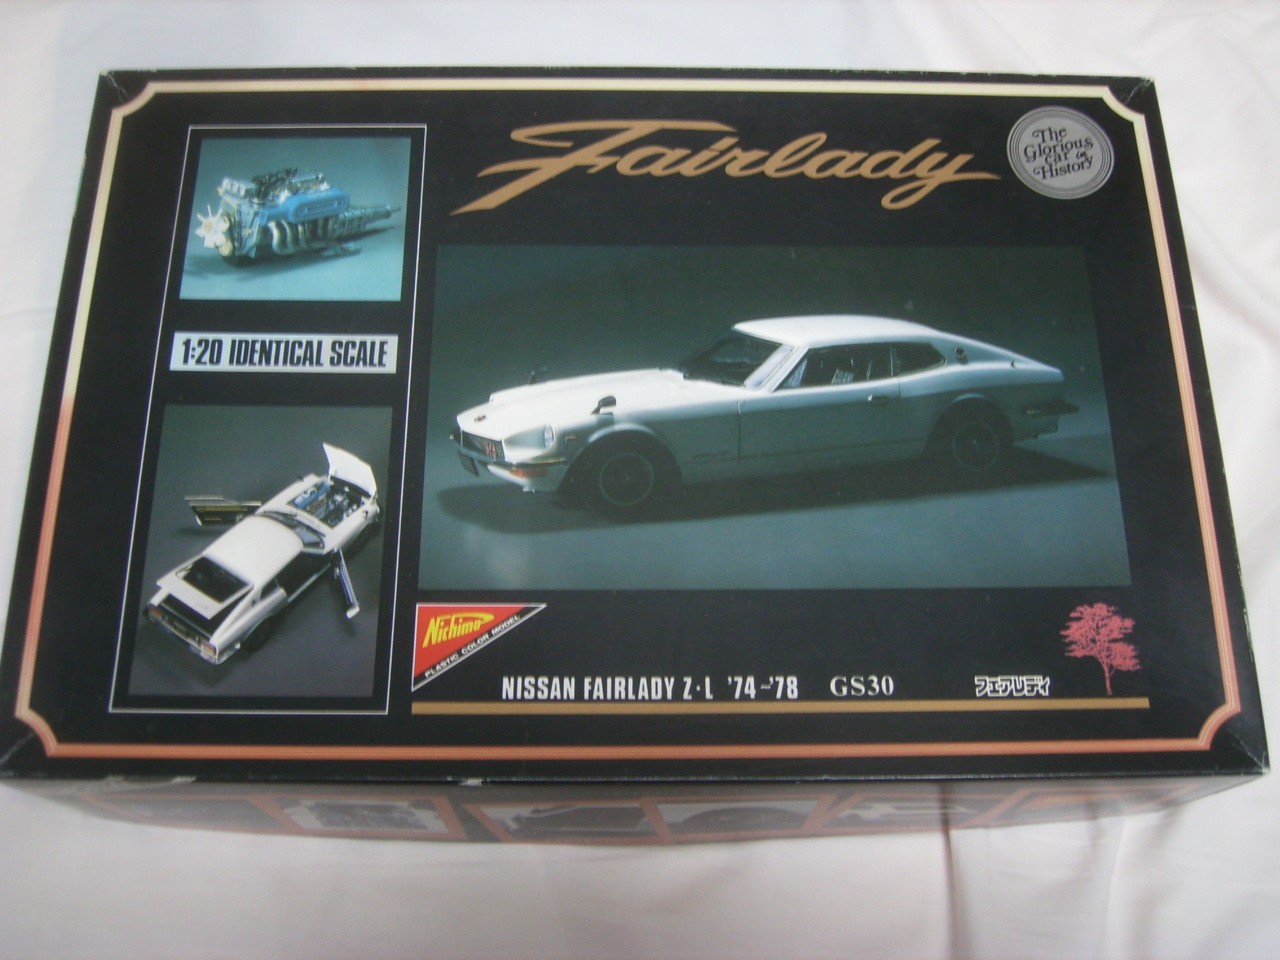 Fairlady
The
Glorious
Car in
History
1:20 IDENTICAL SCALE
Nichimo
PLASTIC COLOR MODEL
NISSAN FAIRLADY Z·L '74~'78 GS30
フェアレディ